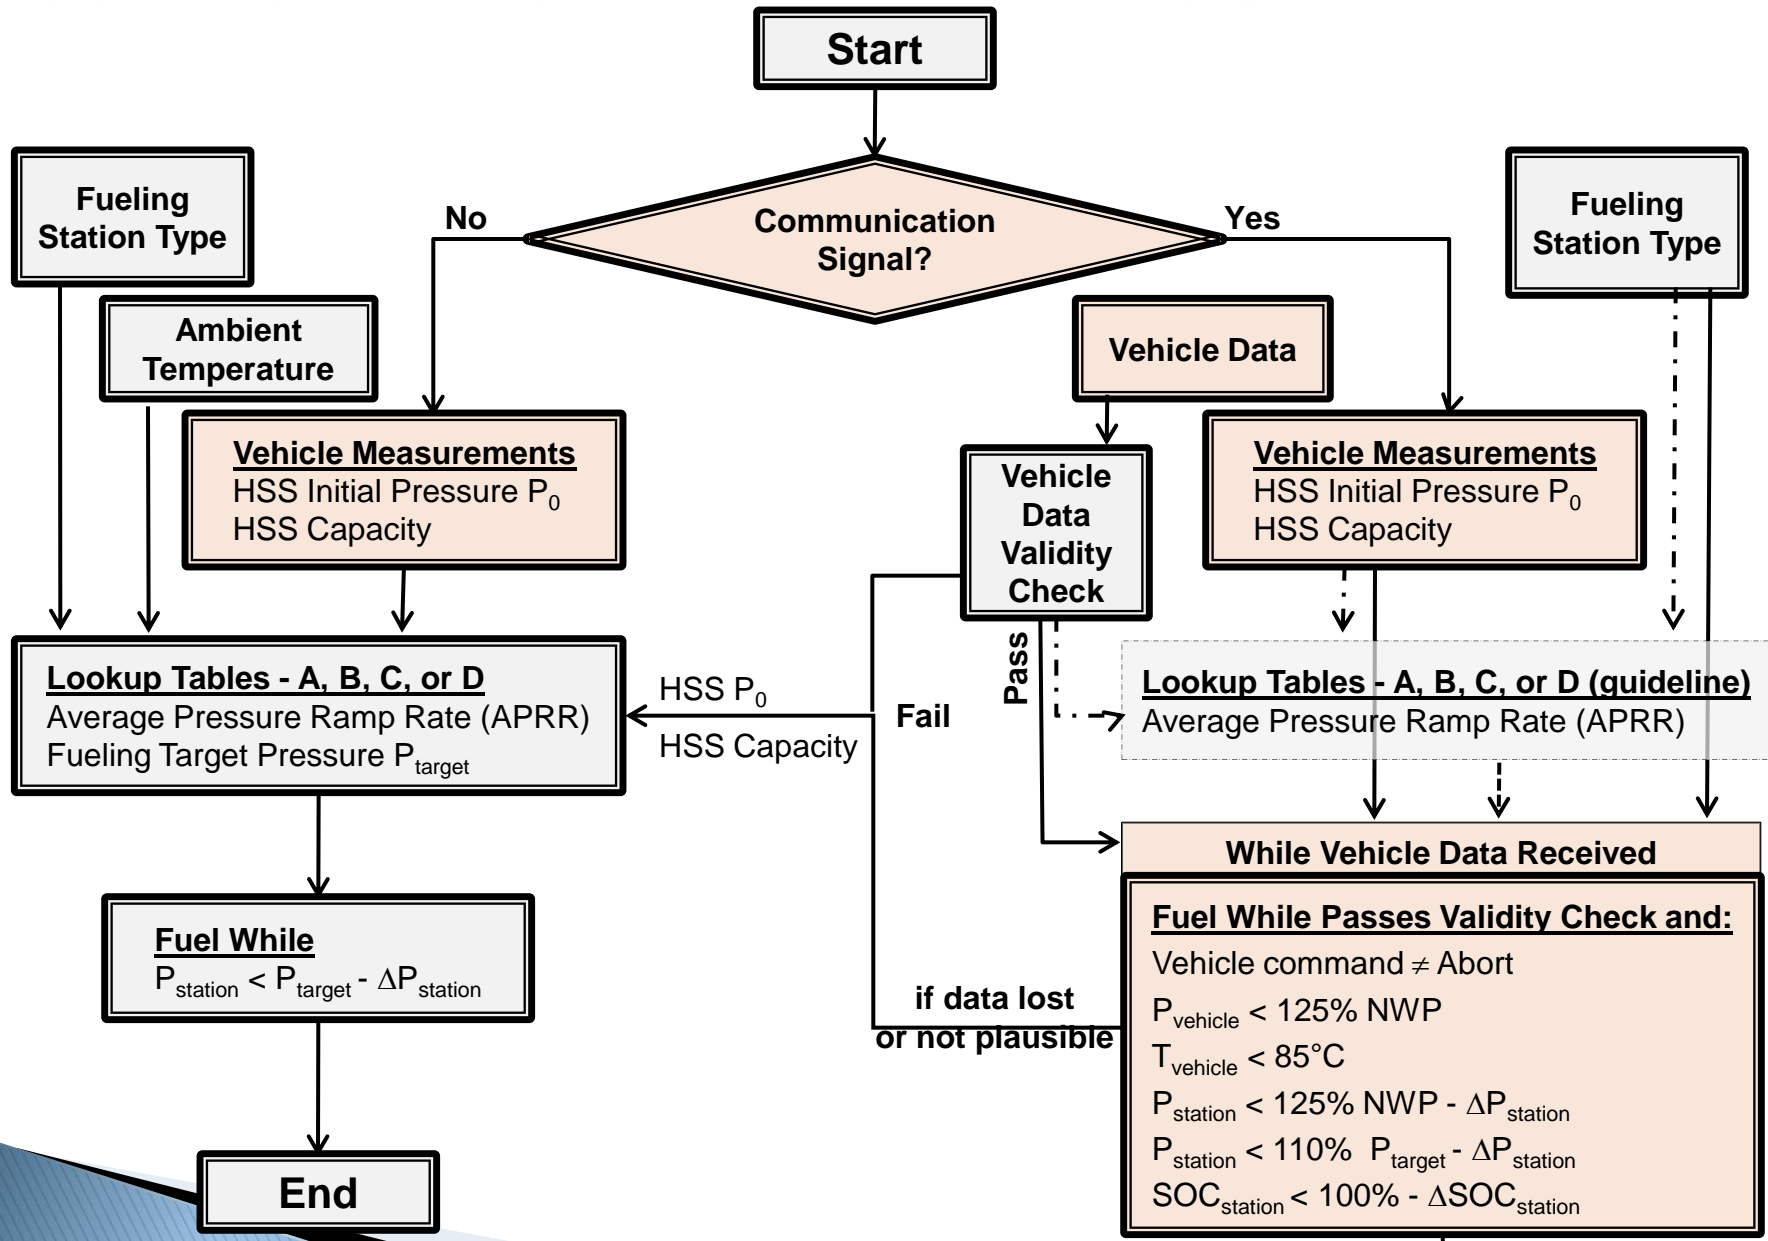 Start
Fueling
Station Type
No
Communication
Signal?
Yes
Fueling
Station Type
Ambient
Temperature
Vehicle Data
Vehicle Measurements
HSS Initial Pressure P0
HSS Capacity
Vehicle
Data
Validity
Check
Vehicle Measurements
HSS Initial Pressure P0
HSS Capacity
Lookup Tables - A, B, C, or D
Average Pressure Ramp Rate (APRR)
Fueling Target Pressure Ptarget
HSS P0
HSS Capacity
Fail
Pass
Lookup Tables - A, B, C, or D (guideline)
Average Pressure Ramp Rate (APRR)
While Vehicle Data Received
Fuel While
Pstation < Ptarget - ΔPstation
if data lost
or not plausible
Fuel While Passes Validity Check and:
Vehicle command ≠ Abort
Pvehicle < 125% NWP
Tvehicle < 85°C
Pstation < 125% NWP - ΔPstation
Pstation < 110% Ptarget - ΔPstation
SOCstation < 100% - ΔSOCstation
End